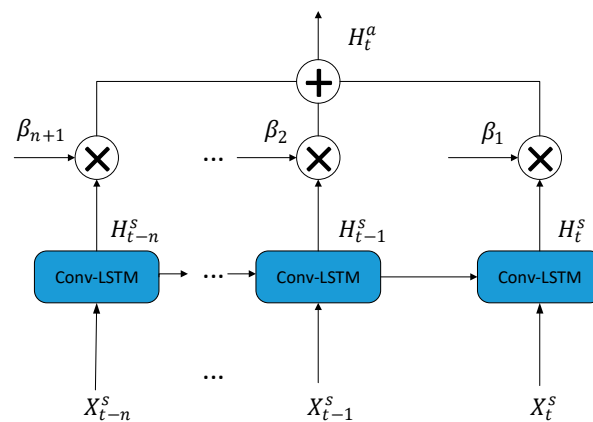 H_t^a
β_{n+1} ... β_2 β_1
H_{t-n}^s H_{t-1}^s H_t^s
Conv-LSTM ... Conv-LSTM Conv-LSTM
...
X_{t-n}^s X_{t-1}^s X_t^s